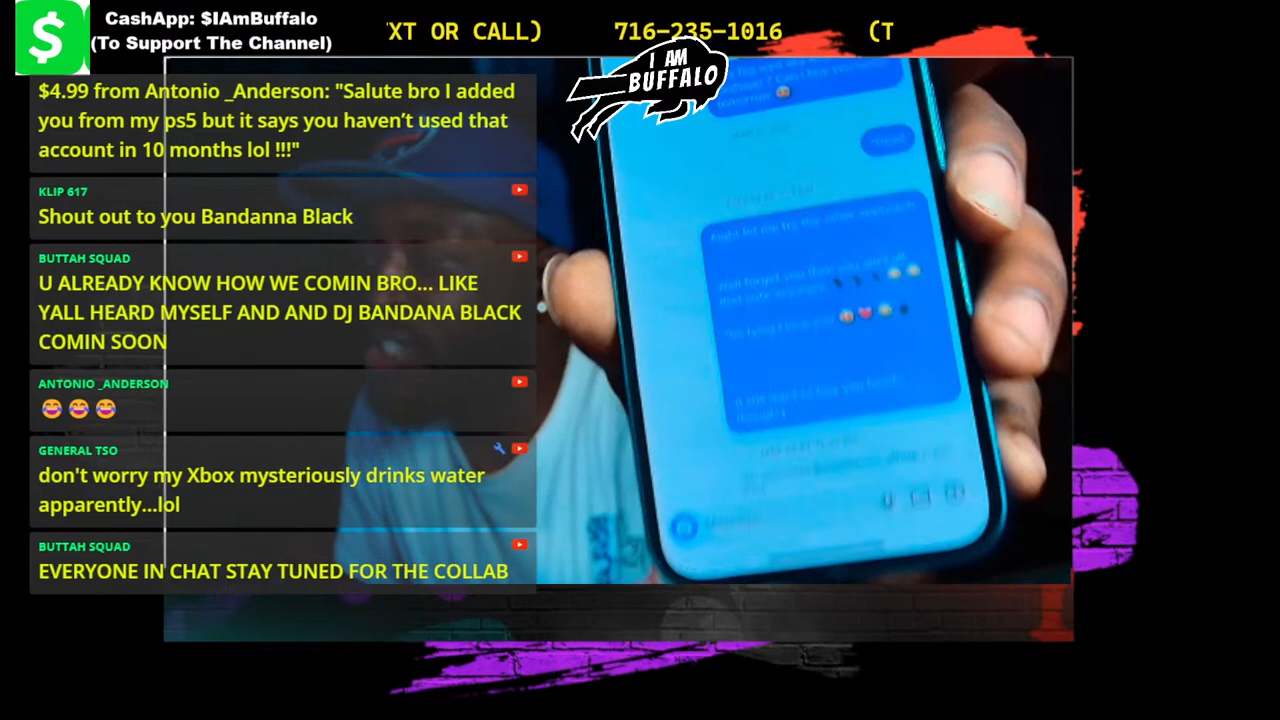 CashApp: $IAmBuffalo
(To Support The Channel)
XT OR CALL)
716-235-1016
(T
I AM
BUFFALO
$4.99 from Antonio _Anderson: "Salute bro I added
you from my ps5 but it says you haven't used that
account in 10 months lol !!!"
KLIP 617
Shout out to you Bandanna Black
BUTTAH SQUAD
U ALREADY KNOW HOW WE COMIN BRO... LIKE
YALL HEARD MYSELF AND AND DJ BANDANA BLACK
COMIN SOON
ANTONIO _ANDERSON
😂 😂 😂
GENERAL TSO
don't worry my Xbox mysteriously drinks water
apparently...lol
BUTTAH SQUAD
EVERYONE IN CHAT STAY TUNED FOR THE COLLAB